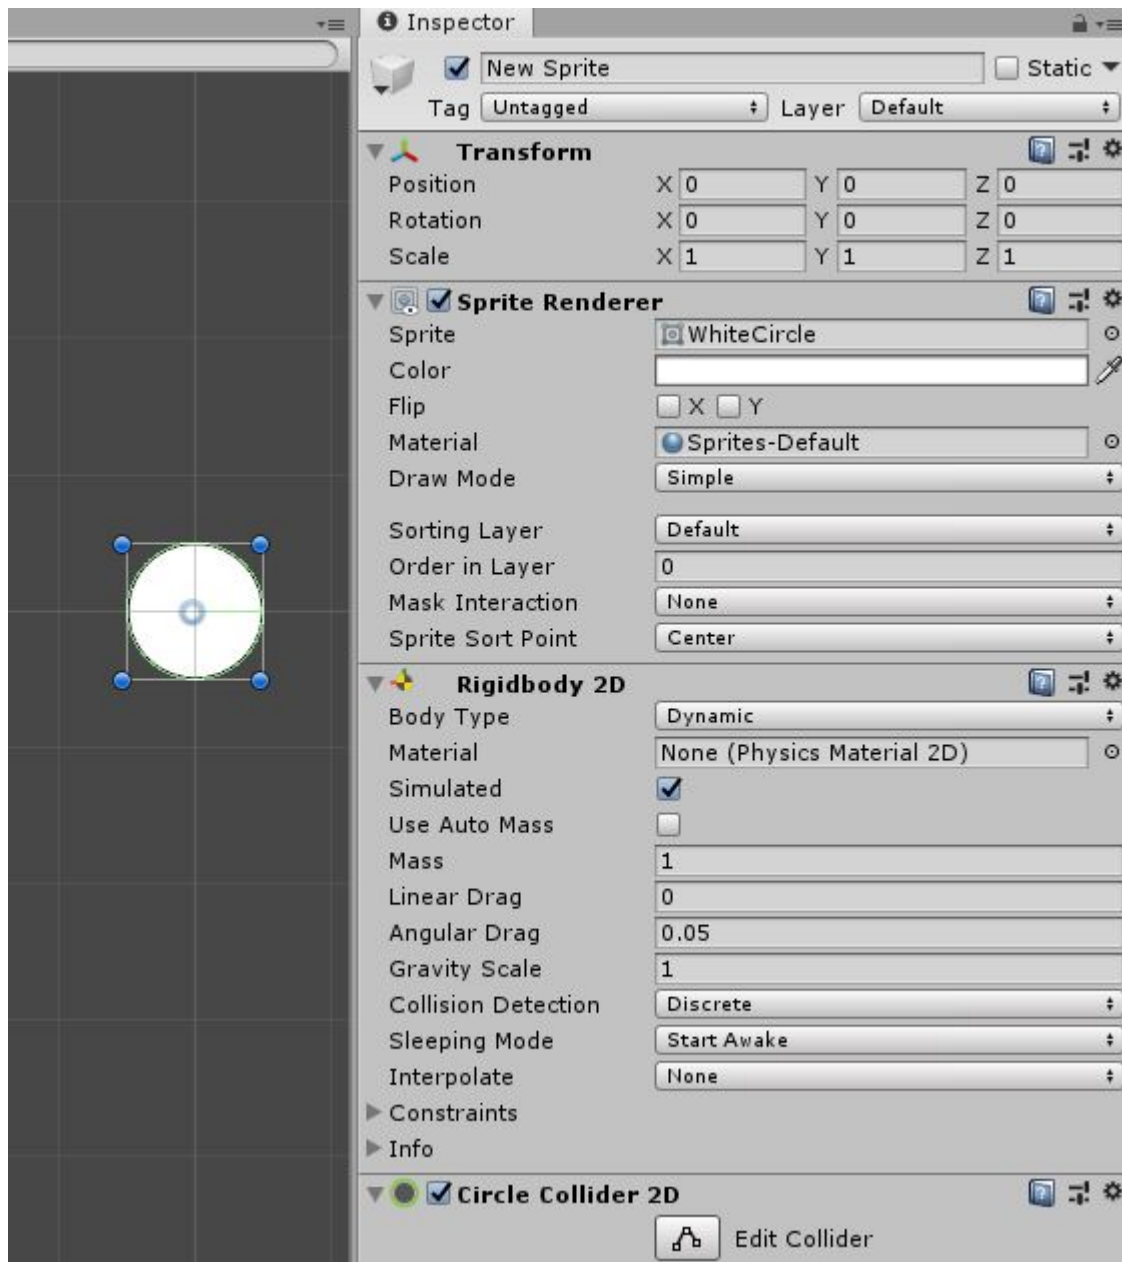 Inspector
New Sprite Static
Tag Untagged Layer Default
Transform
Position X 0 Y 0 Z 0
Rotation X 0 Y 0 Z 0
Scale X 1 Y 1 Z 1
Sprite Renderer
Sprite WhiteCircle
Color
Flip X Y
Material Sprites-Default
Draw Mode Simple
Sorting Layer Default
Order in Layer 0
Mask Interaction None
Sprite Sort Point Center
Rigidbody 2D
Body Type Dynamic
Material None (Physics Material 2D)
Simulated
Use Auto Mass
Mass 1
Linear Drag 0
Angular Drag 0.05
Gravity Scale 1
Collision Detection Discrete
Sleeping Mode Start Awake
Interpolate None
Constraints
Info
Circle Collider 2D
Edit Collider